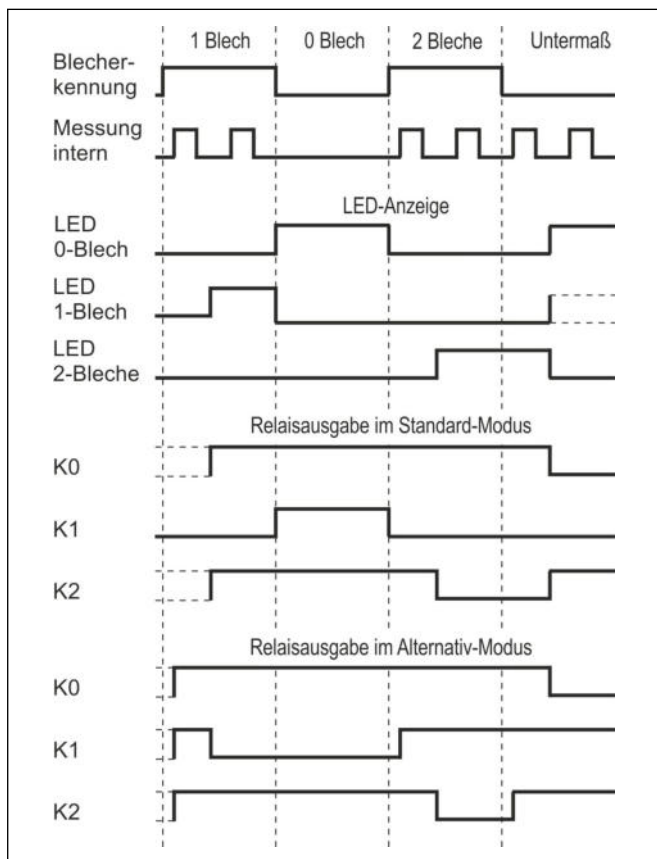 1 Blech 0 Blech 2 Bleche Untermaß
Blecher-
kennung
Messung
intern
LED-Anzeige
LED
0-Blech
LED
1-Blech
LED
2-Bleche
Relaisausgabe im Standard-Modus
K0
K1
K2
Relaisausgabe im Alternativ-Modus
K0
K1
K2